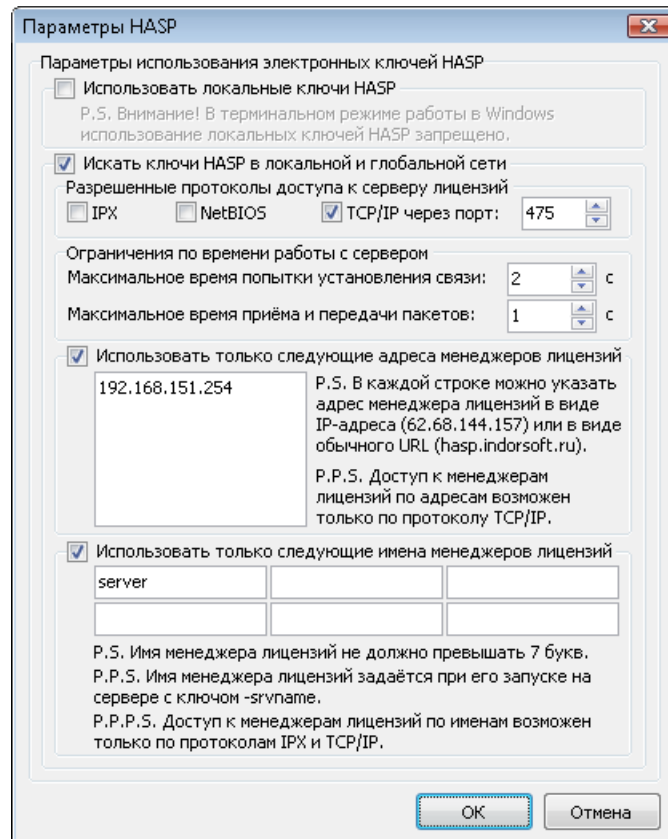 Параметры HASP
Параметры использования электронных ключей HASP
Использовать локальные ключи HASP
P.S. Внимание! В терминальном режиме работы в Windows
использование локальных ключей HASP запрещено.
Искать ключи HASP в локальной и глобальной сети
Разрешенные протоколы доступа к серверу лицензий
IPX NetBIOS TCP/IP через порт: 475
Ограничения по времени работы с сервером
Максимальное время попытки установления связи: 2 с
Максимальное время приёма и передачи пакетов: 1 с
Использовать только следующие адреса менеджеров лицензий
192.168.151.254
P.S. В каждой строке можно указать
адрес менеджера лицензий в виде
IP-адреса (62.68.144.157) или в виде
обычного URL (hasp.indorsoft.ru).
P.P.S. Доступ к менеджерам
лицензий по адресам возможен
только по протоколу TCP/IP.
Использовать только следующие имена менеджеров лицензий
server
P.S. Имя менеджера лицензий не должно превышать 7 букв.
P.P.S. Имя менеджера лицензий задаётся при его запуске на
сервере с ключом -srvname.
P.P.P.S. Доступ к менеджерам лицензий по именам возможен
только по протоколам IPX и TCP/IP.
ОК Отмена